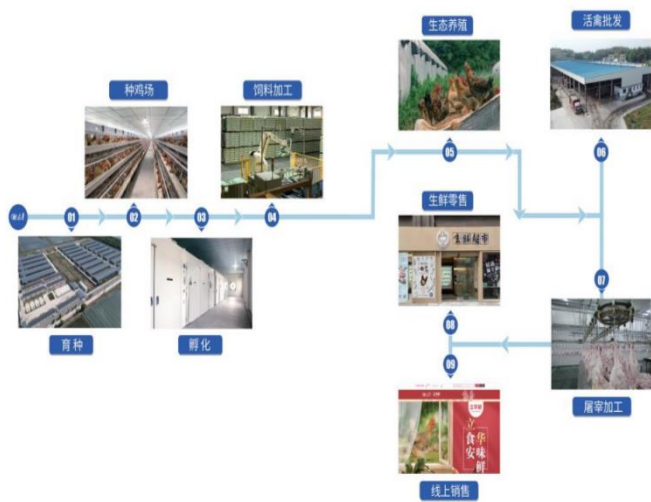 种鸡场
饲料加工
生态养殖
活禽批发
01
02
03
04
05
06
育种
孵化
生鲜零售
生鲜超市
07
08
09
屠宰加工
立
华
食
味
安
鲜
线上销售